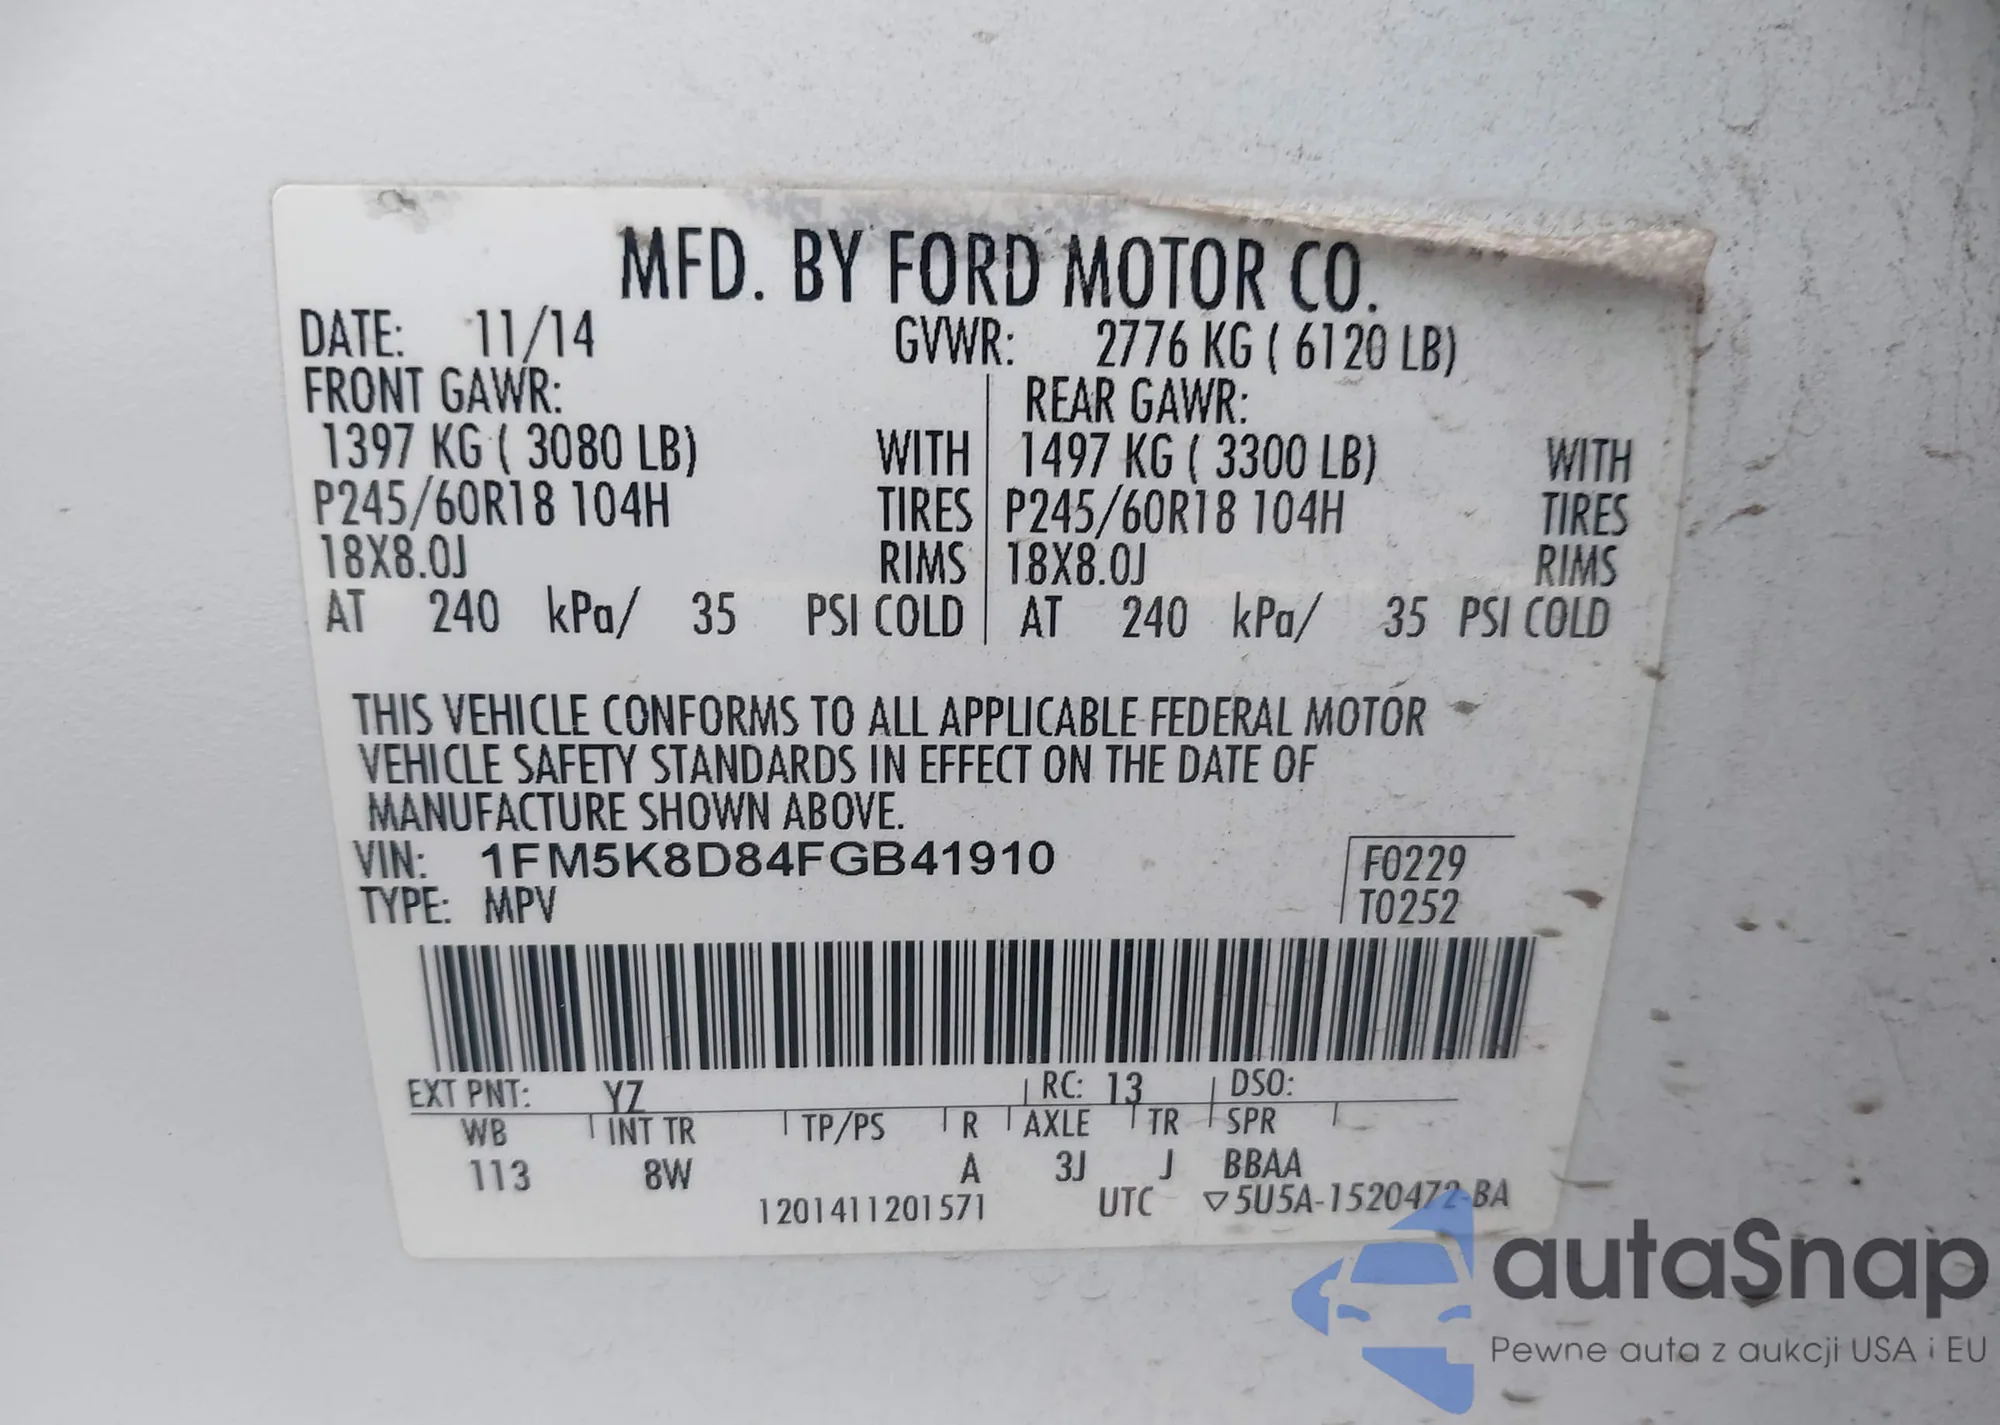 MFD. BY FORD MOTOR CO.
DATE: 11/14 GVWR: 2776 KG ( 6120 LB)
FRONT GAWR: REAR GAWR:
1397 KG ( 3080 LB) WITH 1497 KG ( 3300 LB) WITH
P245/60R18 104H TIRES P245/60R18 104H TIRES
18X8.0J RIMS 18X8.0J RIMS
AT 240 kPa/ 35 PSI COLD AT 240 kPa/ 35 PSI COLD
THIS VEHICLE CONFORMS TO ALL APPLICABLE FEDERAL MOTOR
VEHICLE SAFETY STANDARDS IN EFFECT ON THE DATE OF
MANUFACTURE SHOWN ABOVE.
VIN: 1FM5K8D84FGB41910 F0229
TYPE: MPV T0252
EXT PNT: YZ RC: 13 DSO:
WB INT TR TP/PS R AXLE TR SPR
113 8W A 3J J BBAA
1201411201571 UTC ▽5U5A-1520472-BA
autaSnap
Pewne auta z aukcji USA i EU